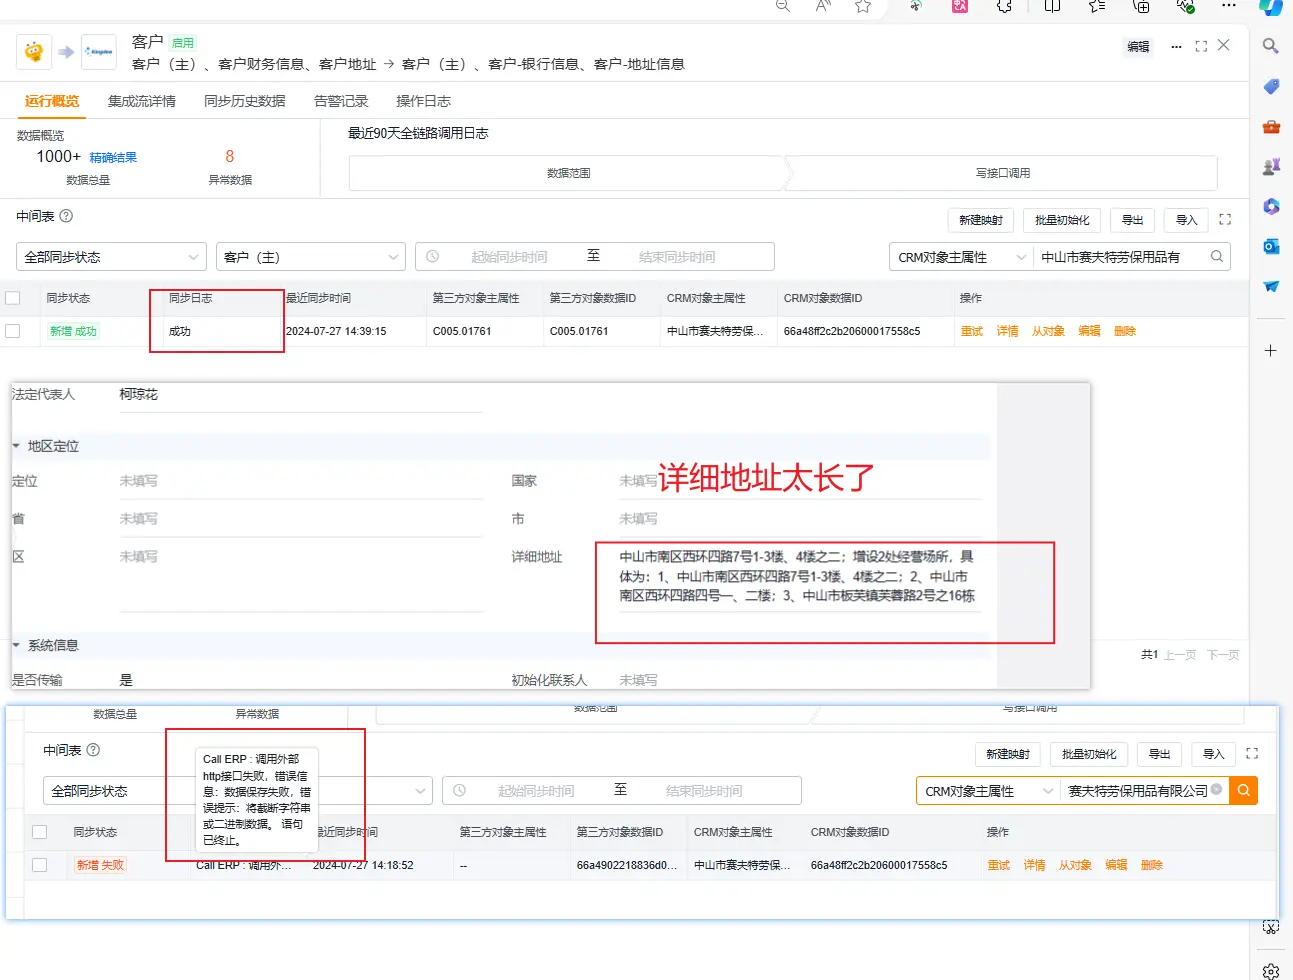 客户 启用
客户（主）、客户财务信息、客户地址 → 客户（主）、客户-银行信息、客户-地址信息
编辑
运行概览 集成流详情 同步历史数据 告警记录 操作日志
数据概览
1000+ 精确结果 8
数据总量 异常数据
最近90天全链路调用日志
数据范围 写接口调用
中间表
新建映射 批量初始化 导出 导入
全部同步状态 客户（主） 起始同步时间 至 结束同步时间 CRM对象主属性 中山市赛夫特劳保用品有
同步状态 同步日志 最近同步时间 第三方对象主属性 第三方对象数据ID CRM对象主属性 CRM对象数据ID 操作
新增 成功 成功 2024-07-27 14:39:15 C005.01761 C005.01761 中山市赛夫特劳保... 66a48ff2c2b20600017558c5 重试 详情 从对象 编辑 删除
法定代表人 柯琼花
地区定位
定位 未填写 国家 未填写
详细地址太长了
省 未填写 市 未填写
区 未填写 详细地址 中山市南区西环四路7号1-3楼、4楼之二；增设2处经营场所，具
体为：1、中山市南区西环四路7号1-3楼、4楼之二；2、中山市
南区西环四路四号一、二楼；3、中山市板芙镇芙蓉路2号之16栋
系统信息
是否传输 是 初始化联系人 未填写
共1 上一页 下一页
数据总量 异常数据 数据范围 写接口调用
中间表
新建映射 批量初始化 导出 导入
Call ERP : 调用外部
http接口失败，错误信
息：数据保存失败，错
误提示：将截断字符串
或二进制数据。 语句
已终止。
全部同步状态 起始同步时间 至 结束同步时间 CRM对象主属性 赛夫特劳保用品有限公司
同步状态 最近同步时间 第三方对象主属性 第三方对象数据ID CRM对象主属性 CRM对象数据ID 操作
新增 失败 Call ERP : 调用外... 2024-07-27 14:18:52 -- 66a4902218836d0... 中山市赛夫特劳保... 66a48ff2c2b20600017558c5 重试 详情 从对象 编辑 删除